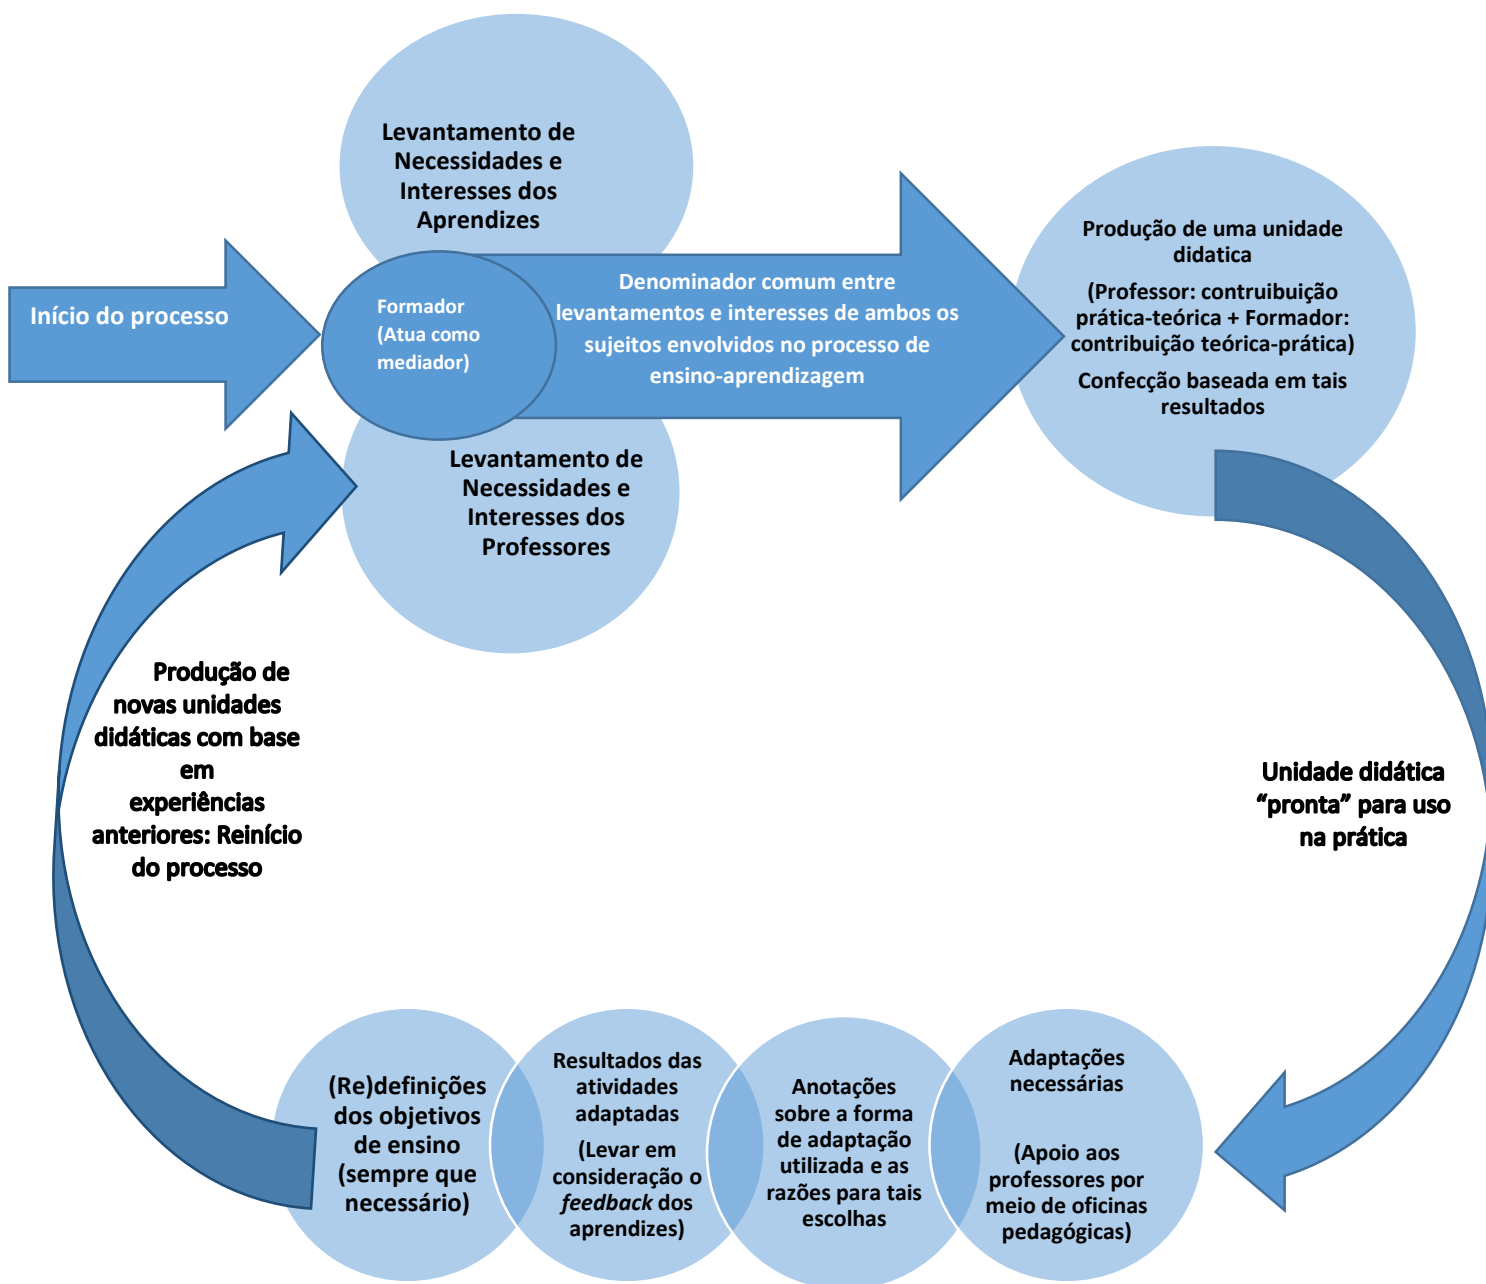 Levantamento de
Necessidades e
Interesses dos
Aprendizes
Início do processo
Formador
(Atua como
mediador)
Denominador comum entre
levantamentos e interesses de ambos os
sujeitos envolvidos no processo de
ensino-aprendizagem
Produção de uma unidade
didatica
(Professor: contruibuição
prática-teórica + Formador:
contribuição teórica-prática)
Confecção baseada em tais
resultados
Levantamento de
Necessidades e
Interesses dos
Professores
Produção de
novas unidades
didáticas com base
em
experiências
anteriores: Reinício
do processo
Unidade didática
“pronta” para uso
na prática
(Re)definições
dos objetivos
de ensino
(sempre que
necessário)
Resultados das
atividades
adaptadas
(Levar em
consideração o
feedback dos
aprendizes)
Anotações
sobre a forma
de adaptação
utilizada e as
razões para tais
escolhas
Adaptações
necessárias
(Apoio aos
professores por
meio de oficinas
pedagógicas)